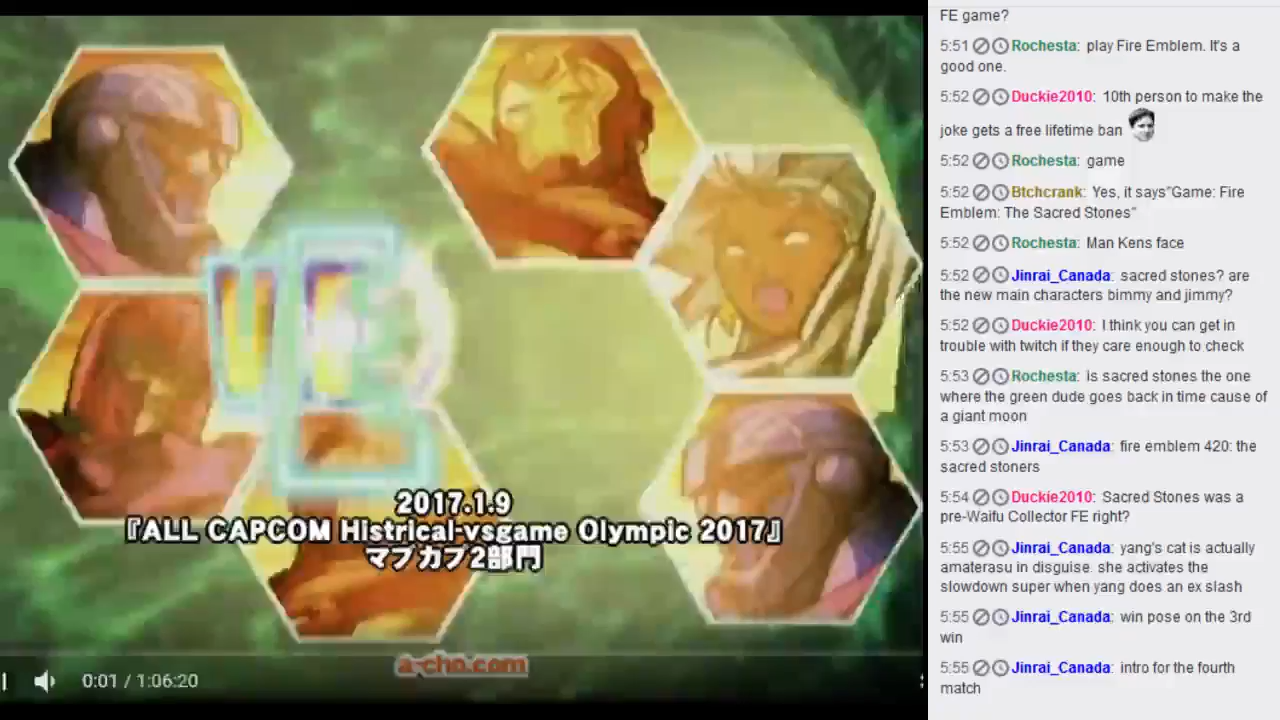 VE
2017.1.9
『ALL CAPCOM Histrical-vsgame Olympic 2017』
マブカプ2部門
a-cho.com
0:01 / 1:06:20
FE game?
5:51 Rochesta: play Fire Emblem. It's a
good one.
5:52 Duckie2010: 10th person to make the
joke gets a free lifetime ban
5:52 Rochesta: game
5:52 Btchcrank: Yes, it says"Game: Fire
Emblem: The Sacred Stones"
5:52 Rochesta: Man Kens face
5:52 Jinrai_Canada: sacred stones? are
the new main characters bimmy and jimmy?
5:52 Duckie2010: I think you can get in
trouble with twitch if they care enough to check
5:53 Rochesta: is sacred stones the one
where the green dude goes back in time cause of
a giant moon
5:53 Jinrai_Canada: fire emblem 420: the
sacred stoners
5:54 Duckie2010: Sacred Stones was a
pre-Waifu Collector FE right?
5:55 Jinrai_Canada: yang's cat is actually
amaterasu in disguise. she activates the
slowdown super when yang does an ex slash
5:55 Jinrai_Canada: win pose on the 3rd
win
5:55 Jinrai_Canada: intro for the fourth
match